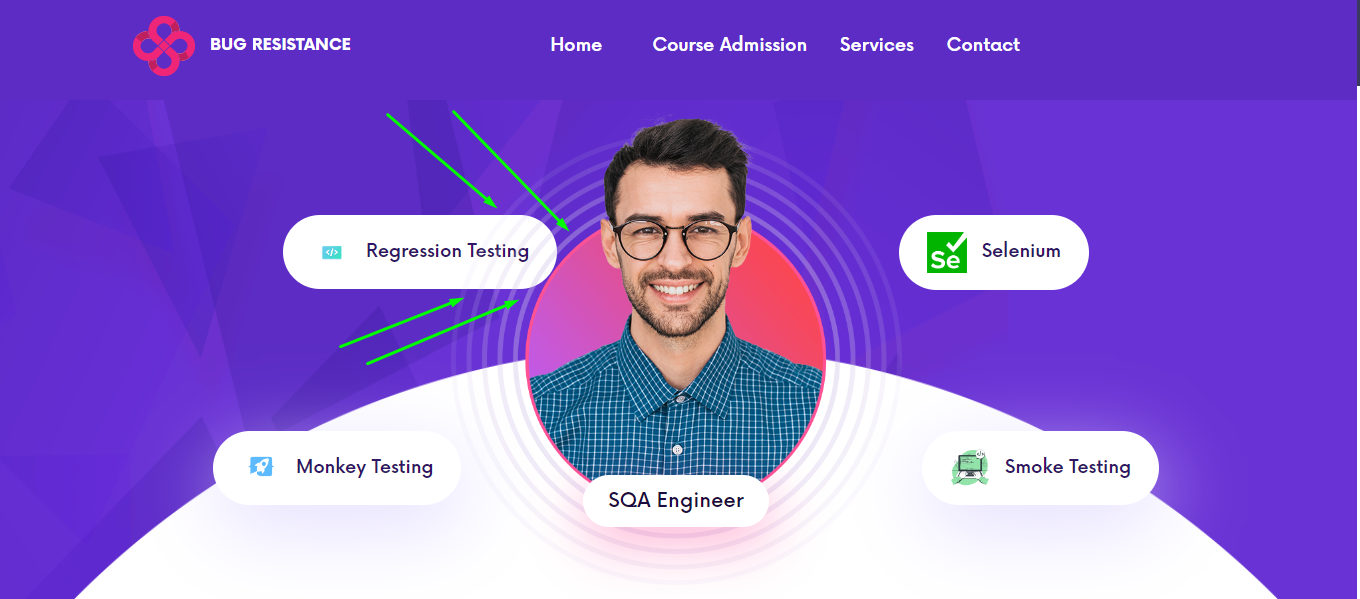 BUG RESISTANCE
Home
Course Admission
Services
Contact
</> Regression Testing
Se Selenium
Monkey Testing
Smoke Testing
SQA Engineer